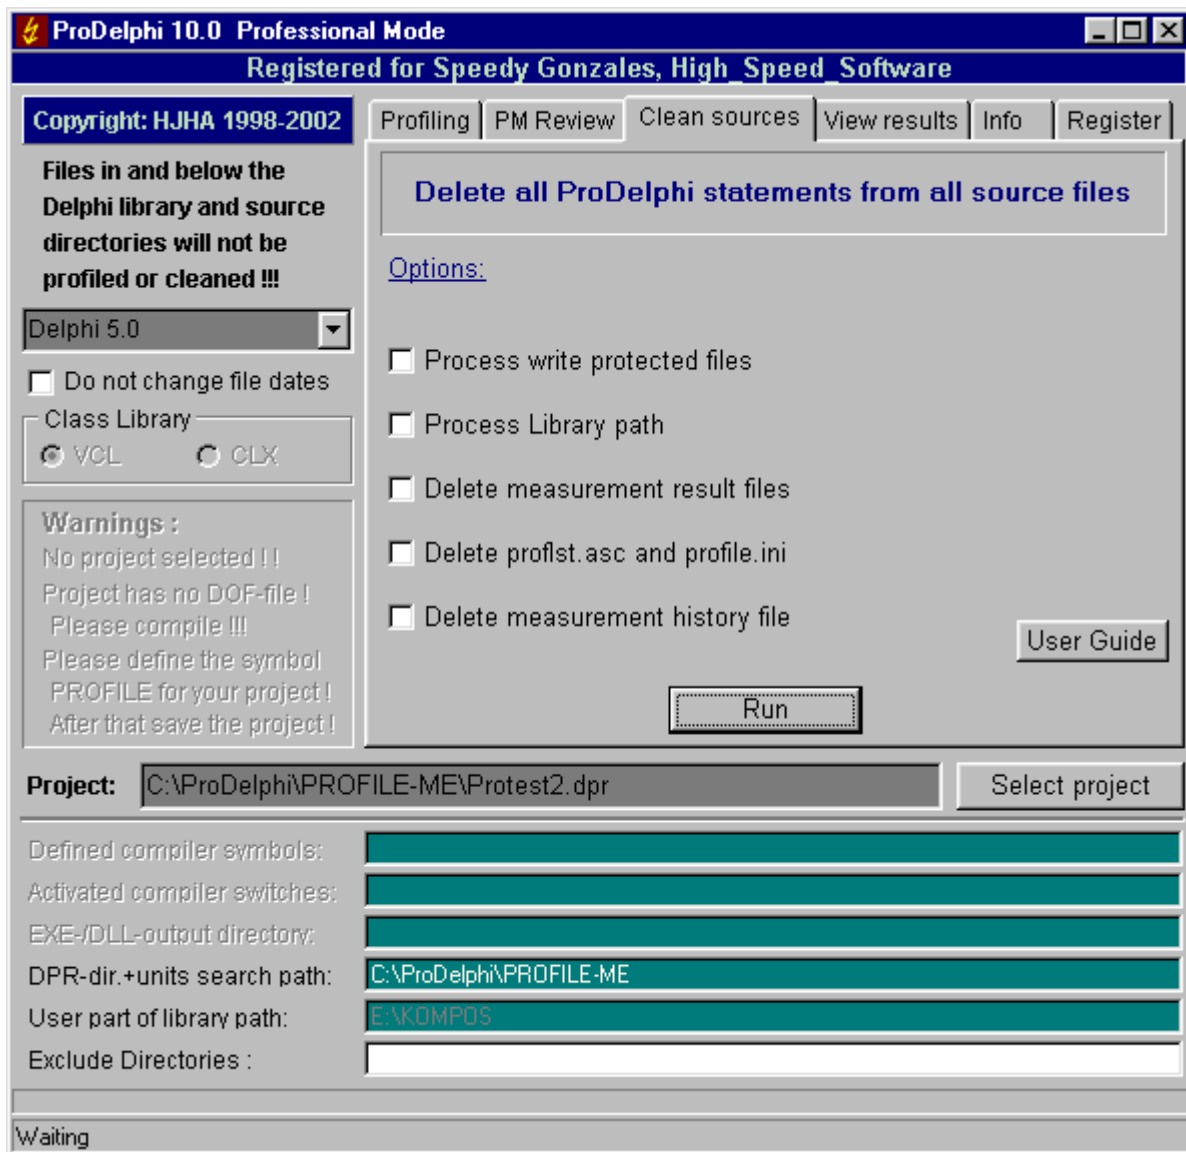 ProDelphi 10.0 Professional Mode
Registered for Speedy Gonzales, High_Speed_Software
Copyright: HJHA 1998-2002
Files in and below the
Delphi library and source
directories will not be
profiled or cleaned !!!
Delphi 5.0
Do not change file dates
Class Library
VCL CLX
Warnings :
No project selected ! !
Project has no DOF-file !
Please compile !!!
Please define the symbol
PROFILE for your project !
After that save the project !
Profiling PM Review Clean sources View results Info Register
Delete all ProDelphi statements from all source files
Options:
Process write protected files
Process Library path
Delete measurement result files
Delete proflst.asc and profile.ini
Delete measurement history file
User Guide
Run
Project: C:\ProDelphi\PROFILE-ME\Protest2.dpr Select project
Defined compiler symbols:
Activated compiler switches:
EXE-/DLL-output directory:
DPR-dir.+units search path: C:\ProDelphi\PROFILE-ME
User part of library path: E:\KOMPOS
Exclude Directories :
Waiting